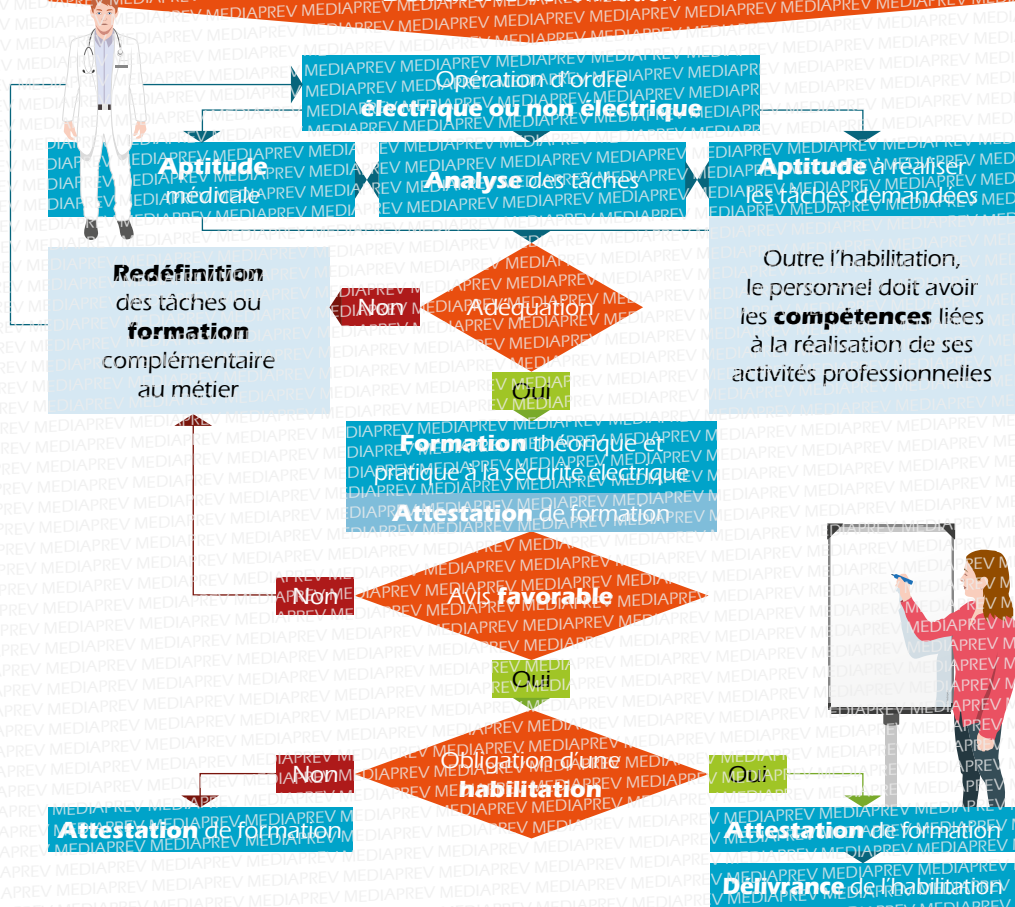 Opération d'ordre
électrique ou non électrique
Aptitude
médicale
Analyse des tâches
Aptitude à réaliser
les tâches demandées
Redéfinition
des tâches ou
formation
complémentaire
au métier
Non
Adéquation
Outre l'habilitation,
le personnel doit avoir
les compétences liées
à la réalisation de ses
activités professionnelles
Oui
Formation théorique et
pratique à la sécurité électrique
Attestation de formation
Non
Avis favorable
Oui
Non
Obligation d'une
habilitation
Oui
Attestation de formation
Attestation de formation
Délivrance de l'habilitation
MEDIAPREV